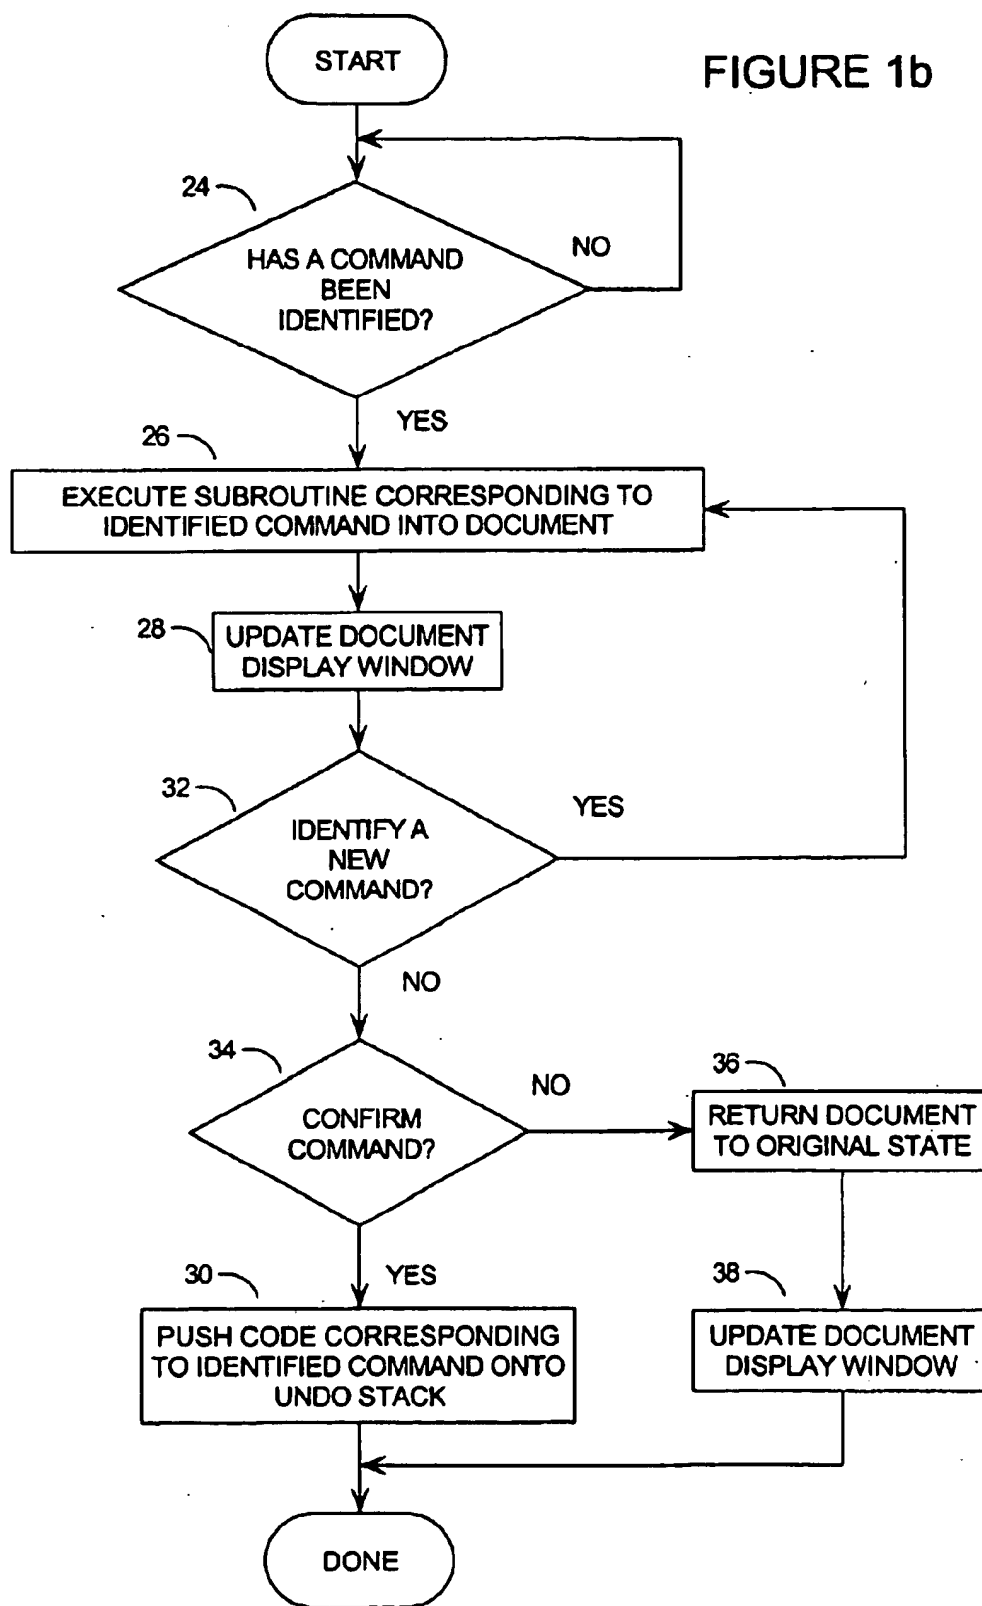 START
FIGURE 1b
24
HAS A COMMAND
BEEN
IDENTIFIED?
NO
YES
26
EXECUTE SUBROUTINE CORRESPONDING TO
IDENTIFIED COMMAND INTO DOCUMENT
28
UPDATE DOCUMENT
DISPLAY WINDOW
32
IDENTIFY A
NEW
COMMAND?
YES
NO
34
CONFIRM
COMMAND?
NO
36
RETURN DOCUMENT
TO ORIGINAL STATE
YES
30
PUSH CODE CORRESPONDING
TO IDENTIFIED COMMAND ONTO
UNDO STACK
38
UPDATE DOCUMENT
DISPLAY WINDOW
DONE